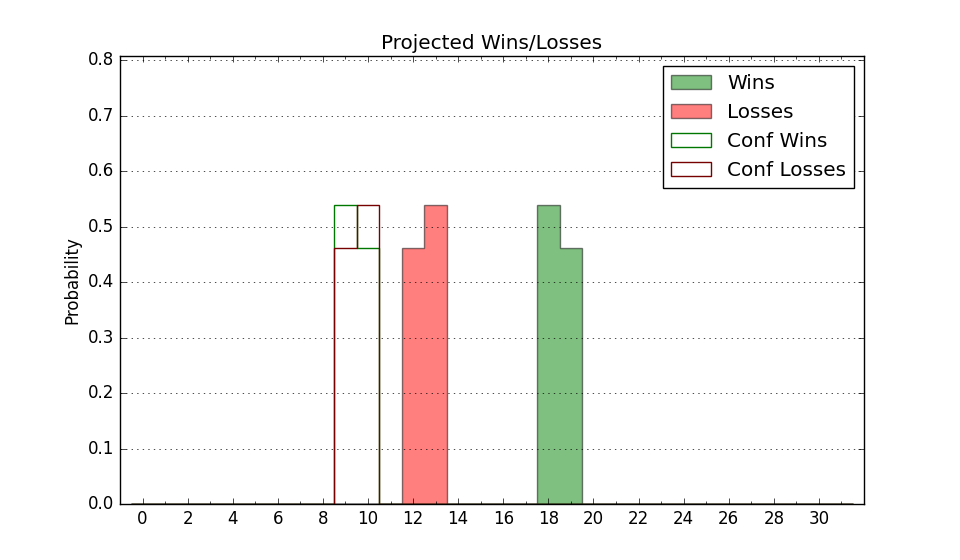 Projected Wins/Losses
0.8
0.7
0.6
0.5
0.4
0.3
0.2
0.1
0.0
Probability
Wins
Losses
Conf Wins
Conf Losses
0 2 4 6 8 10 12 14 16 18 20 22 24 26 28 30